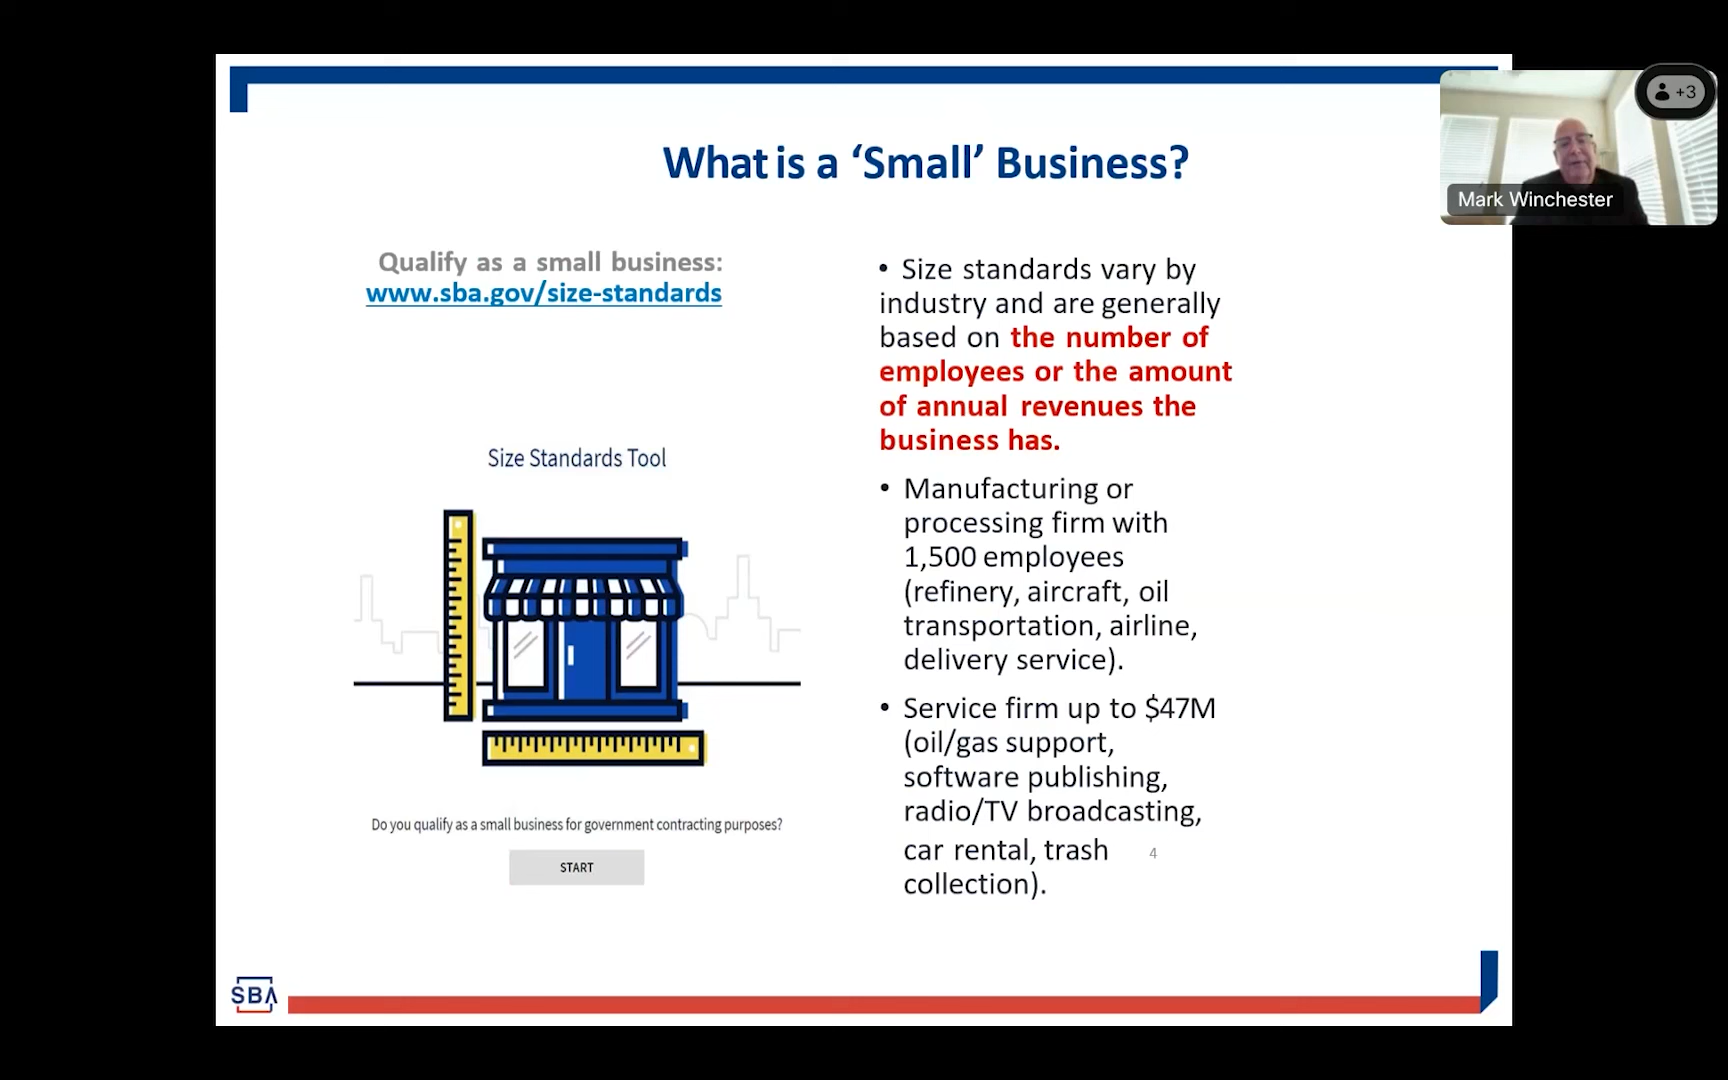 What is a ‘Small’ Business?
+3
Mark Winchester
Qualify as a small business:
www.sba.gov/size-standards
Size Standards Tool
Do you qualify as a small business for government contracting purposes?
START
• Size standards vary by
industry and are generally
based on the number of
employees or the amount
of annual revenues the
business has.
• Manufacturing or
processing firm with
1,500 employees
(refinery, aircraft, oil
transportation, airline,
delivery service).
• Service firm up to $47M
(oil/gas support,
software publishing,
radio/TV broadcasting,
car rental, trash
collection).
4
SBA